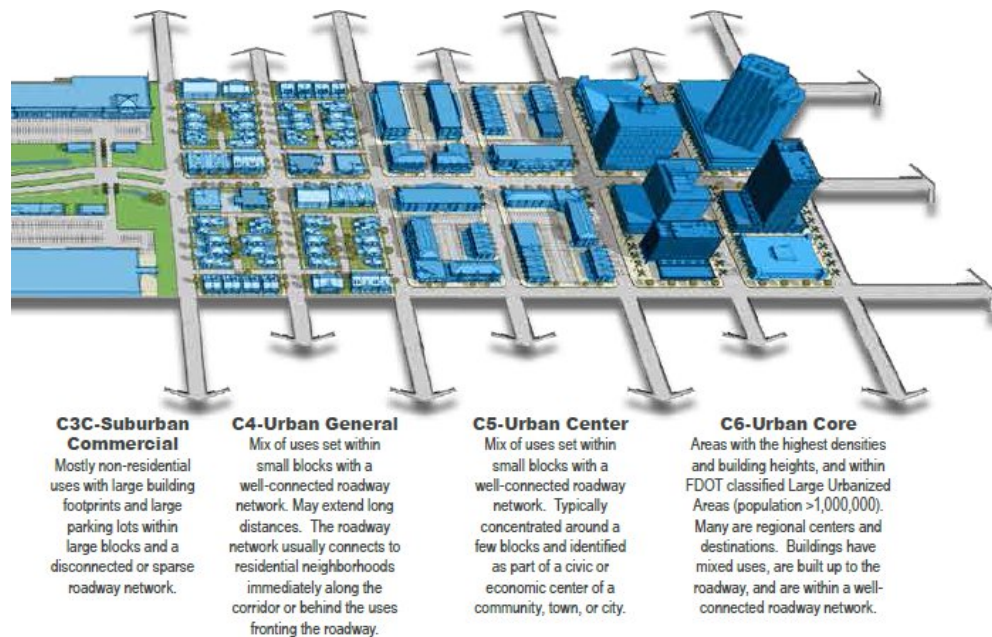 C3C-Suburban
Commercial
Mostly non-residential
uses with large building
footprints and large
parking lots within
large blocks and a
disconnected or sparse
roadway network.
C4-Urban General
Mix of uses set within
small blocks with a
well-connected roadway
network. May extend long
distances. The roadway
network usually connects to
residential neighborhoods
immediately along the
corridor or behind the uses
fronting the roadway.
C5-Urban Center
Mix of uses set within
small blocks with a
well-connected roadway
network. Typically
concentrated around a
few blocks and identified
as part of a civic or
economic center of a
community, town, or city.
C6-Urban Core
Areas with the highest densities
and building heights, and within
FDOT classified Large Urbanized
Areas (population >1,000,000).
Many are regional centers and
destinations. Buildings have
mixed uses, are built up to the
roadway, and are within a well-
connected roadway network.